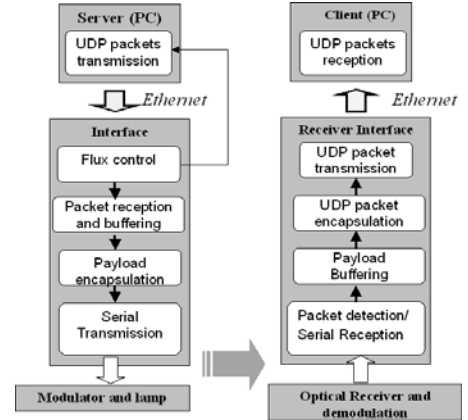 Server (PC)
UDP packets
transmission
Ethernet
Interface
Flux control
Packet reception
and buffering
Payload
encapsulation
Serial
Transmission
Modulator and lamp
Client (PC)
UDP packets
reception
Ethernet
Receiver Interface
UDP packet
transmission
UDP packet
encapsulation
Payload
Buffering
Packet detection/
Serial Reception
Optical Receiver and
demodulation